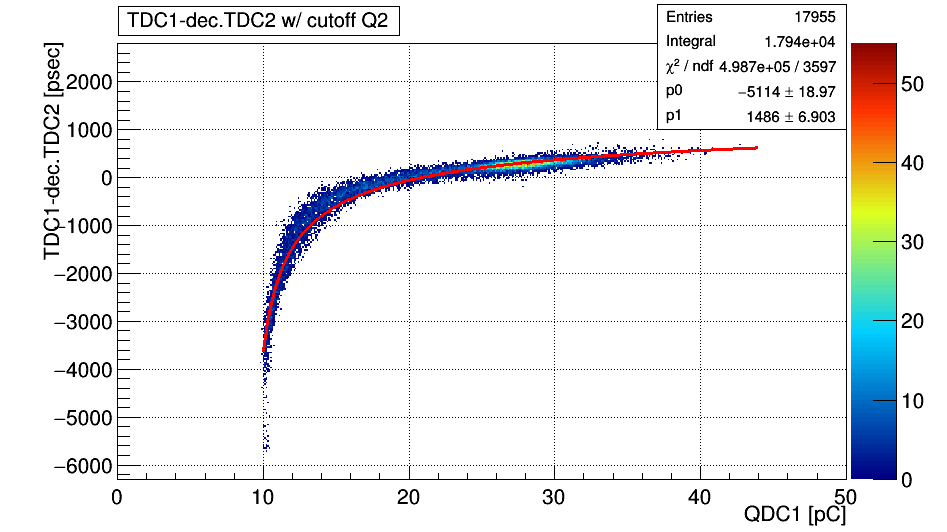 TDC1-dec.TDC2 w/ cutoff Q2
Entries 17955
Integral 1.794e+04
χ² / ndf 4.987e+05 / 3597
p0 −5114 ± 18.97
p1 1486 ± 6.903
TDC1-dec.TDC2 [psec]
2000
1000
0
−1000
−2000
−3000
−4000
−5000
−6000
0 10 20 30 40 50
QDC1 [pC]
50
40
30
20
10
0